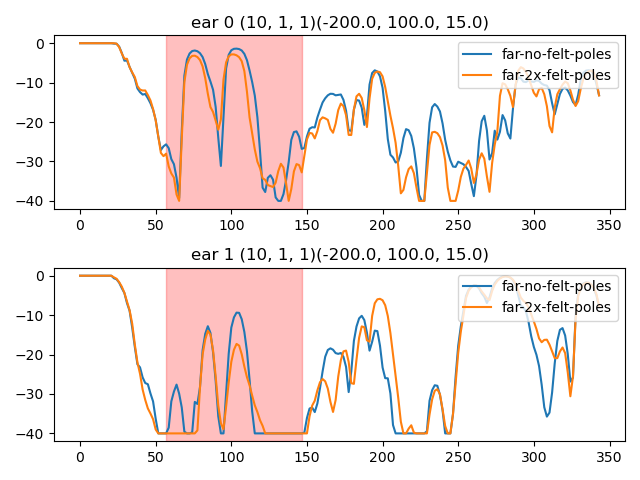 ear 0 (10, 1, 1)(-200.0, 100.0, 15.0)
0
−10
−20
−30
−40
far-no-felt-poles
far-2x-felt-poles
0 50 100 150 200 250 300 350
ear 1 (10, 1, 1)(-200.0, 100.0, 15.0)
0
−10
−20
−30
−40
far-no-felt-poles
far-2x-felt-poles
0 50 100 150 200 250 300 350